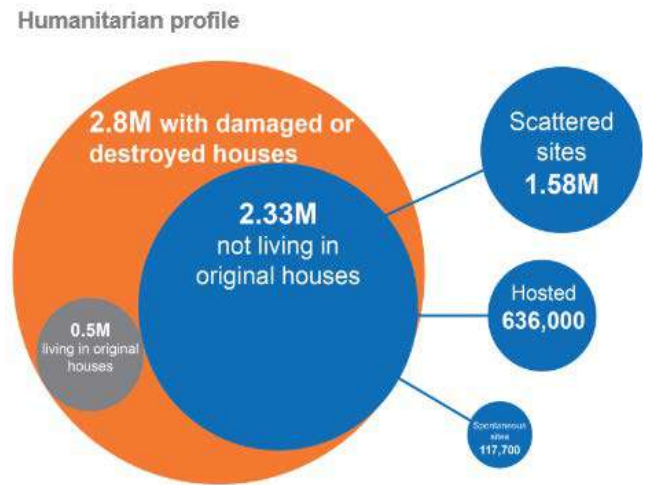 Humanitarian profile
2.8M with damaged or
destroyed houses
2.33M
not living in
original houses
0.5M
living in original
houses
Scattered
sites
1.58M
Hosted
636,000
Spontaneous
sites
117,700